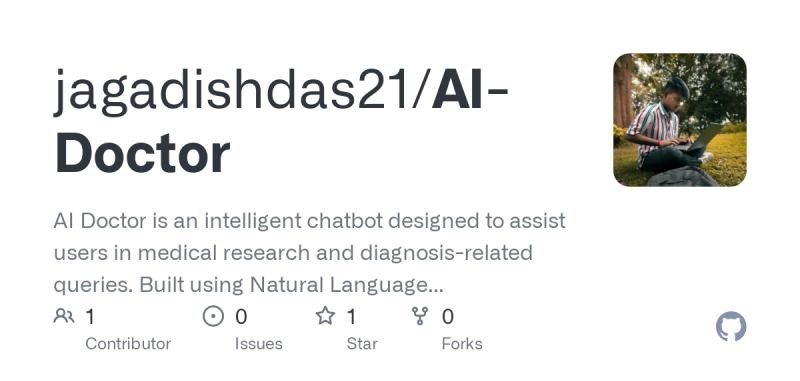 jagadishdas21/AI-
Doctor
AI Doctor is an intelligent chatbot designed to assist
users in medical research and diagnosis-related
queries. Built using Natural Language...
1 0 1 0
Contributor Issues Star Forks